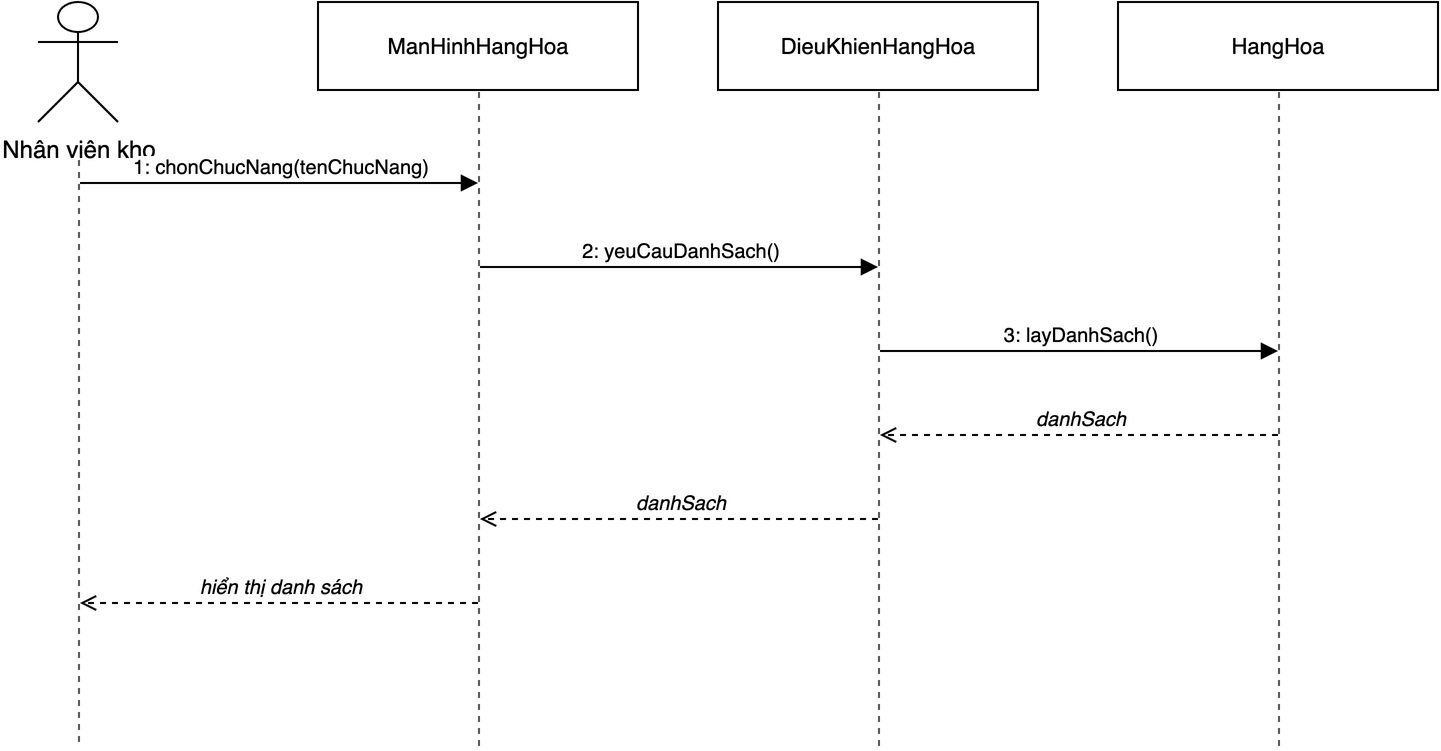 ManHinhHangHoa
DieuKhienHangHoa
HangHoa
Nhân viên kho
1: chonChucNang(tenChucNang)
2: yeuCauDanhSach()
3: layDanhSach()
danhSach
danhSach
hiển thị danh sách